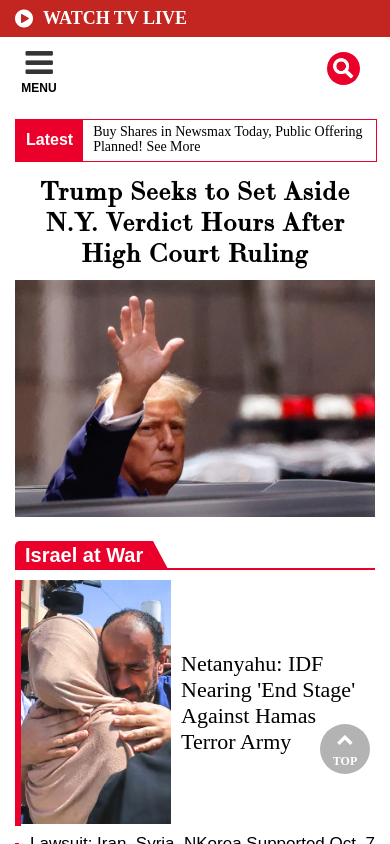 WATCH TV LIVE
MENU
Latest
Buy Shares in Newsmax Today, Public Offering
Planned! See More
Trump Seeks to Set Aside
N.Y. Verdict Hours After
High Court Ruling
Israel at War
Netanyahu: IDF
Nearing 'End Stage'
Against Hamas
Terror Army
TOP
Lawsuit: Iran, Syria, NKorea Supported Oct. 7